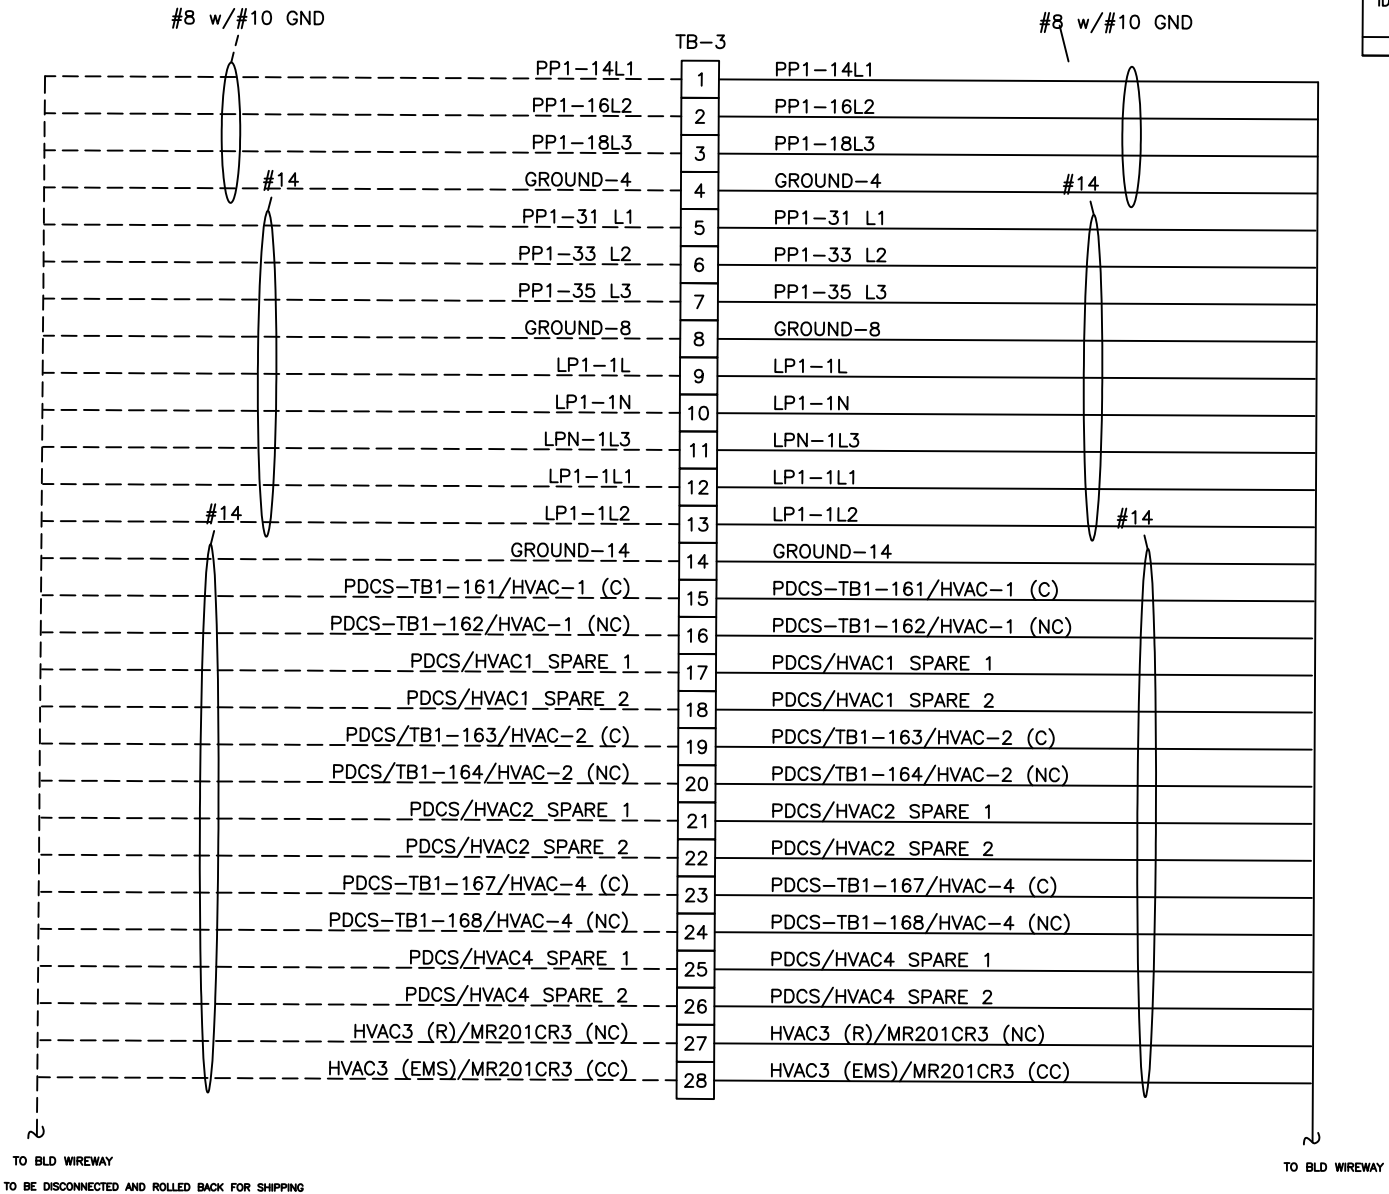 #8 w/#10 GND
#8 w/#10 GND
ID
TB-3
PP1-14L1 1 PP1-14L1
PP1-16L2 2 PP1-16L2
PP1-18L3 3 PP1-18L3
#14 GROUND-4 4 GROUND-4 #14
PP1-31 L1 5 PP1-31 L1
PP1-33 L2 6 PP1-33 L2
PP1-35 L3 7 PP1-35 L3
GROUND-8 8 GROUND-8
LP1-1L 9 LP1-1L
LP1-1N 10 LP1-1N
LPN-1L3 11 LPN-1L3
LP1-1L1 12 LP1-1L1
#14 LP1-1L2 13 LP1-1L2 #14
GROUND-14 14 GROUND-14
PDCS-TB1-161/HVAC-1 (C) 15 PDCS-TB1-161/HVAC-1 (C)
PDCS-TB1-162/HVAC-1 (NC) 16 PDCS-TB1-162/HVAC-1 (NC)
PDCS/HVAC1 SPARE 1 17 PDCS/HVAC1 SPARE 1
PDCS/HVAC1 SPARE 2 18 PDCS/HVAC1 SPARE 2
PDCS/TB1-163/HVAC-2 (C) 19 PDCS/TB1-163/HVAC-2 (C)
PDCS/TB1-164/HVAC-2 (NC) 20 PDCS/TB1-164/HVAC-2 (NC)
PDCS/HVAC2 SPARE 1 21 PDCS/HVAC2 SPARE 1
PDCS/HVAC2 SPARE 2 22 PDCS/HVAC2 SPARE 2
PDCS-TB1-167/HVAC-4 (C) 23 PDCS-TB1-167/HVAC-4 (C)
PDCS-TB1-168/HVAC-4 (NC) 24 PDCS-TB1-168/HVAC-4 (NC)
PDCS/HVAC4 SPARE 1 25 PDCS/HVAC4 SPARE 1
PDCS/HVAC4 SPARE 2 26 PDCS/HVAC4 SPARE 2
HVAC3 (R)/MR201CR3 (NC) 27 HVAC3 (R)/MR201CR3 (NC)
HVAC3 (EMS)/MR201CR3 (CC) 28 HVAC3 (EMS)/MR201CR3 (CC)
TO BLD WIREWAY
TO BLD WIREWAY
TO BE DISCONNECTED AND ROLLED BACK FOR SHIPPING